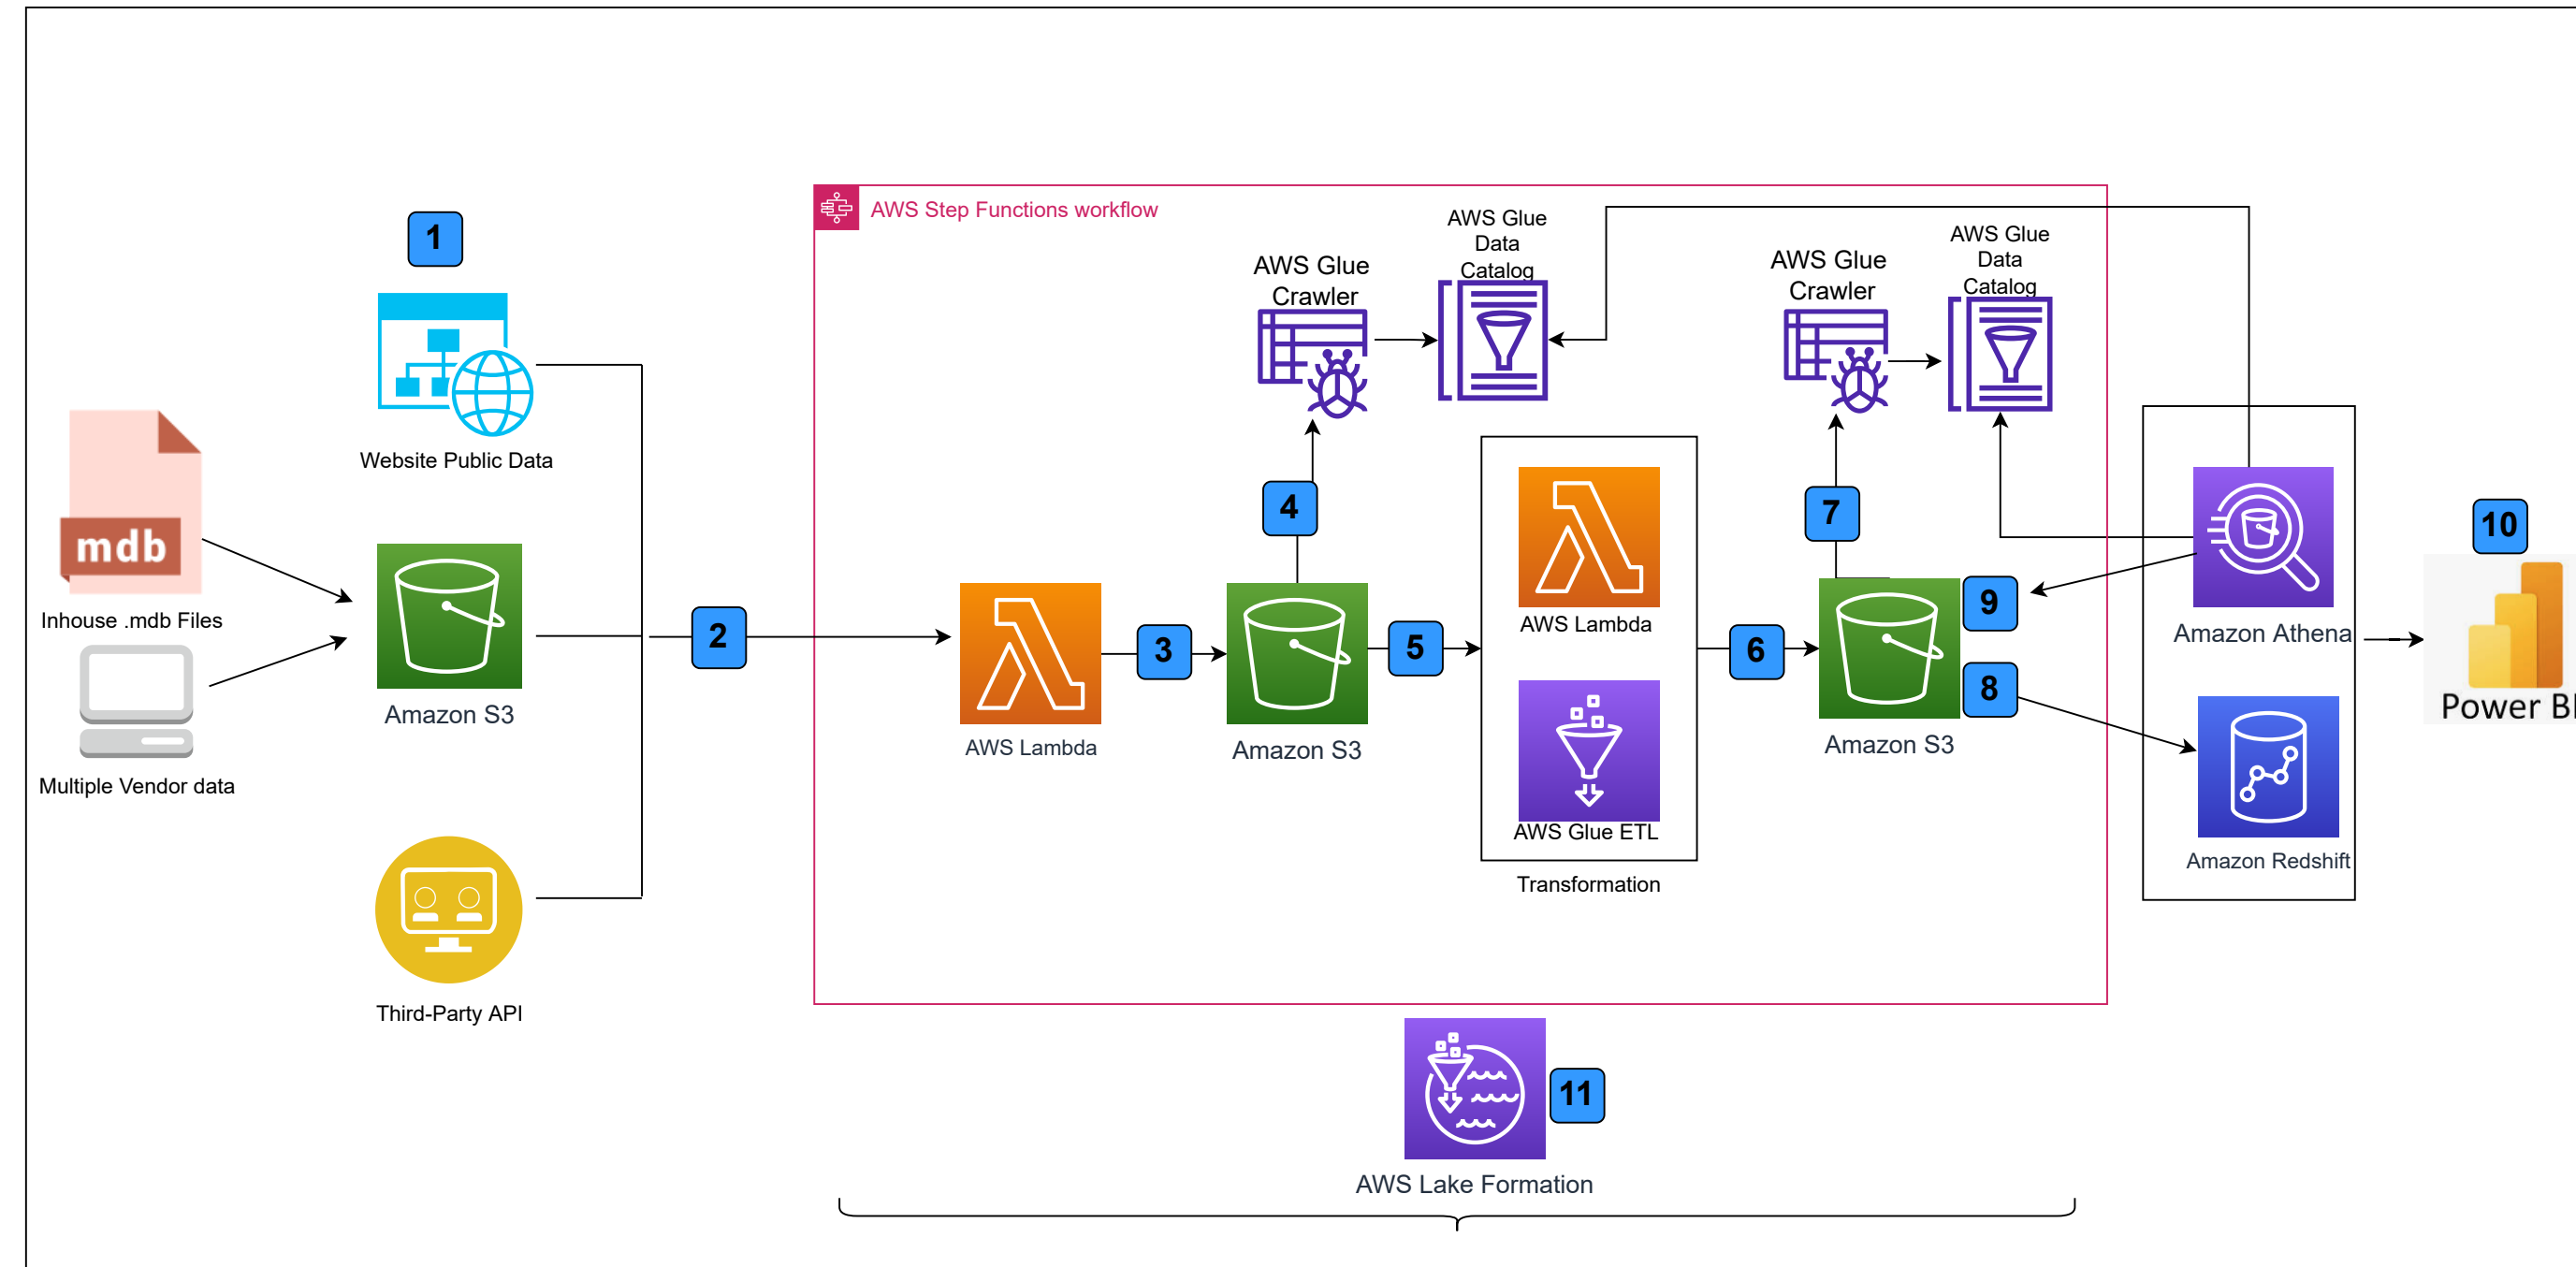 1
Website Public Data
mdb
Inhouse .mdb Files
Multiple Vendor data
Amazon S3
Third-Party API
2
AWS Step Functions workflow
AWS Lambda
3
Amazon S3
4
AWS Glue
Crawler
AWS Glue
Data
Catalog
5
AWS Lambda
AWS Glue ETL
Transformation
6
Amazon S3
7
AWS Glue
Crawler
AWS Glue
Data
Catalog
9
8
Amazon Athena
Amazon Redshift
10
Power BI
11
AWS Lake Formation